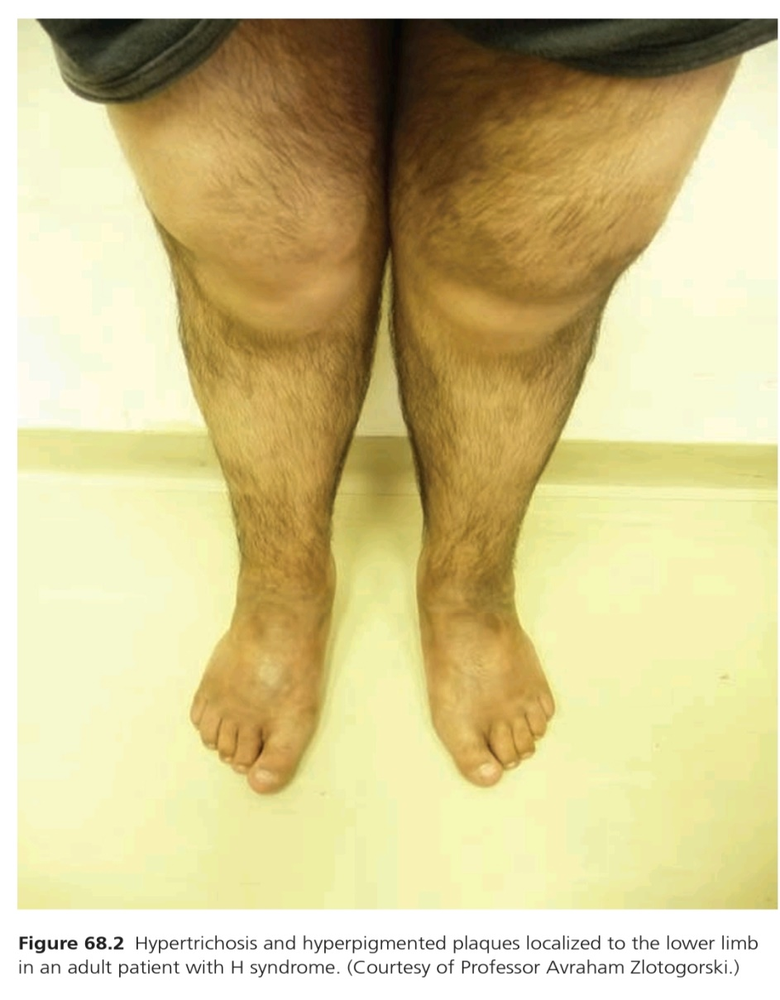 Figure 68.2 Hypertrichosis and hyperpigmented plaques localized to the lower limb
in an adult patient with H syndrome. (Courtesy of Professor Avraham Zlotogorski.)